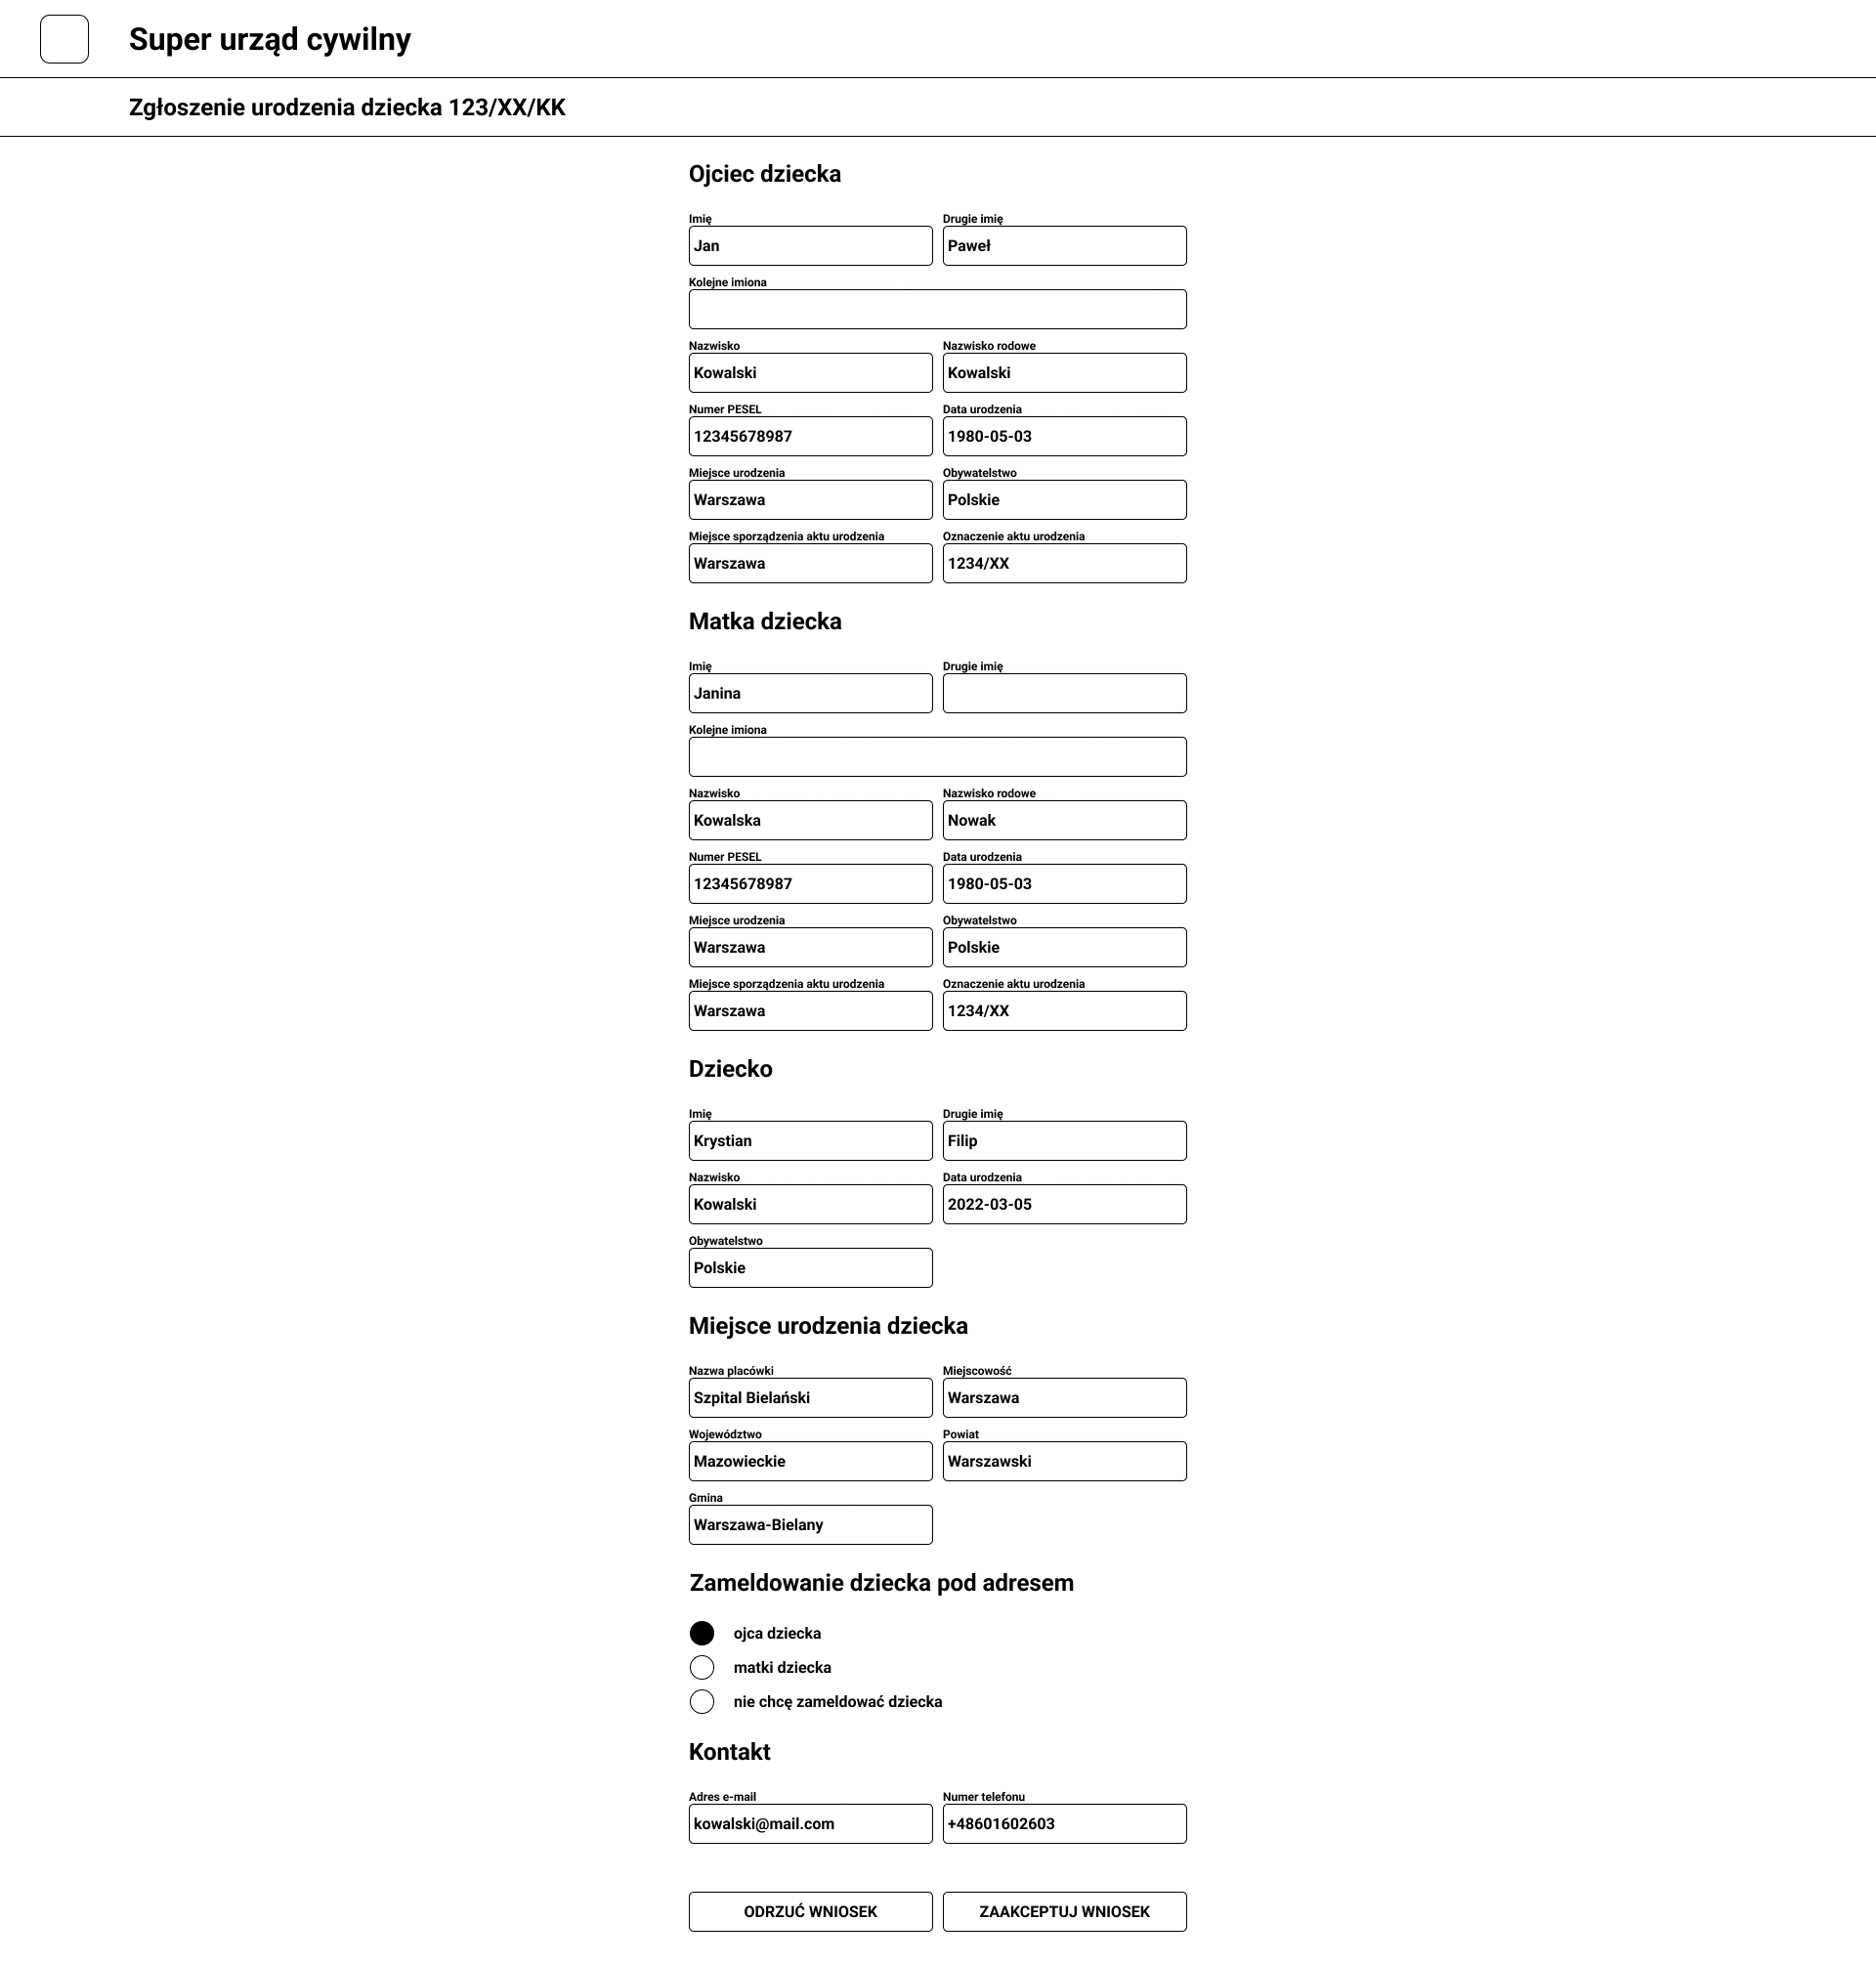 Super urząd cywilny
Zgłoszenie urodzenia dziecka 123/XX/KK
Ojciec dziecka
Imię Drugie imię
Jan Paweł
Kolejne imiona
Nazwisko Nazwisko rodowe
Kowalski Kowalski
Numer PESEL Data urodzenia
12345678987 1980-05-03
Miejsce urodzenia Obywatelstwo
Warszawa Polskie
Miejsce sporządzenia aktu urodzenia Oznaczenie aktu urodzenia
Warszawa 1234/XX
Matka dziecka
Imię Drugie imię
Janina
Kolejne imiona
Nazwisko Nazwisko rodowe
Kowalska Nowak
Numer PESEL Data urodzenia
12345678987 1980-05-03
Miejsce urodzenia Obywatelstwo
Warszawa Polskie
Miejsce sporządzenia aktu urodzenia Oznaczenie aktu urodzenia
Warszawa 1234/XX
Dziecko
Imię Drugie imię
Krystian Filip
Nazwisko Data urodzenia
Kowalski 2022-03-05
Obywatelstwo
Polskie
Miejsce urodzenia dziecka
Nazwa placówki Miejscowość
Szpital Bielański Warszawa
Województwo Powiat
Mazowieckie Warszawski
Gmina
Warszawa-Bielany
Zameldowanie dziecka pod adresem
ojca dziecka
matki dziecka
nie chcę zameldować dziecka
Kontakt
Adres e-mail Numer telefonu
kowalski@mail.com +48601602603
ODRZUĆ WNIOSEK ZAAKCEPTUJ WNIOSEK